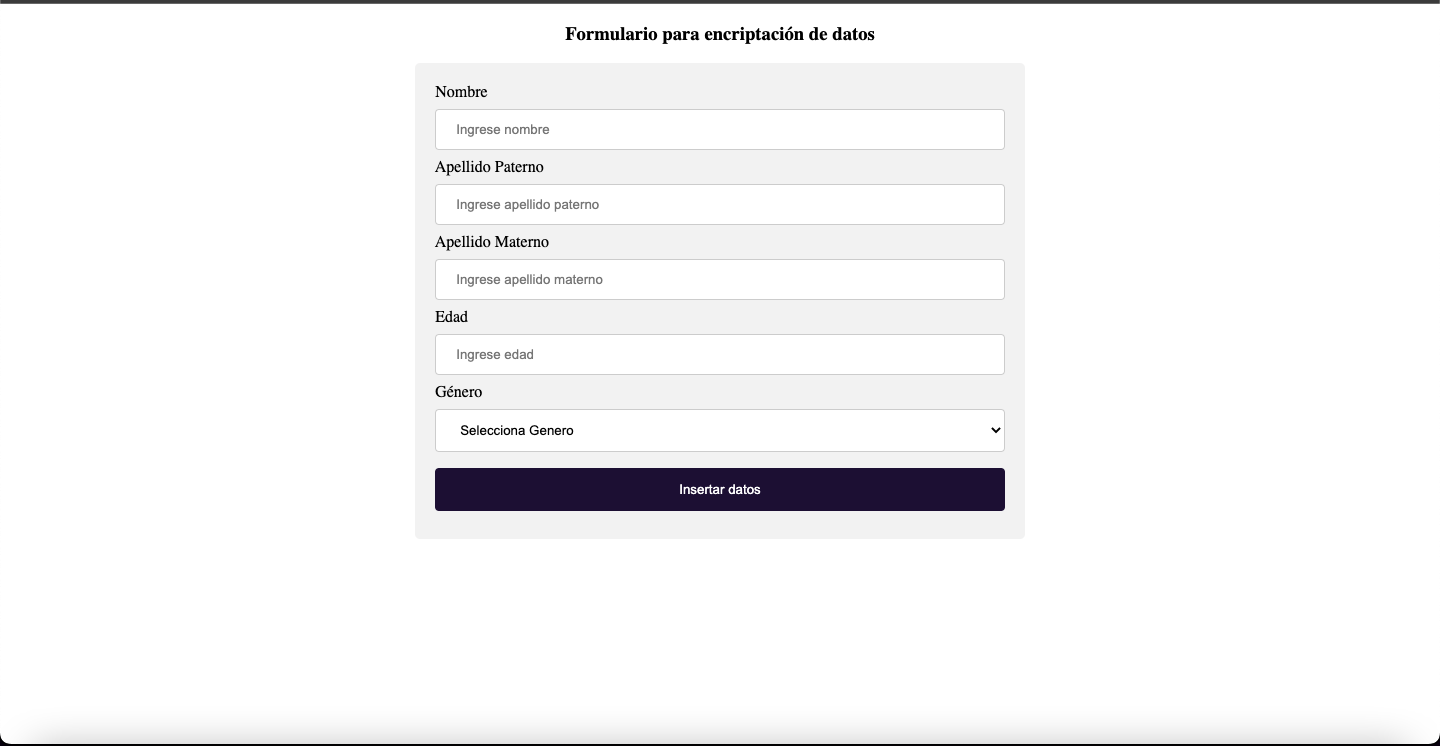 Formulario para encriptación de datos
Nombre
Ingrese nombre
Apellido Paterno
Ingrese apellido paterno
Apellido Materno
Ingrese apellido materno
Edad
Ingrese edad
Género
Selecciona Genero
Insertar datos